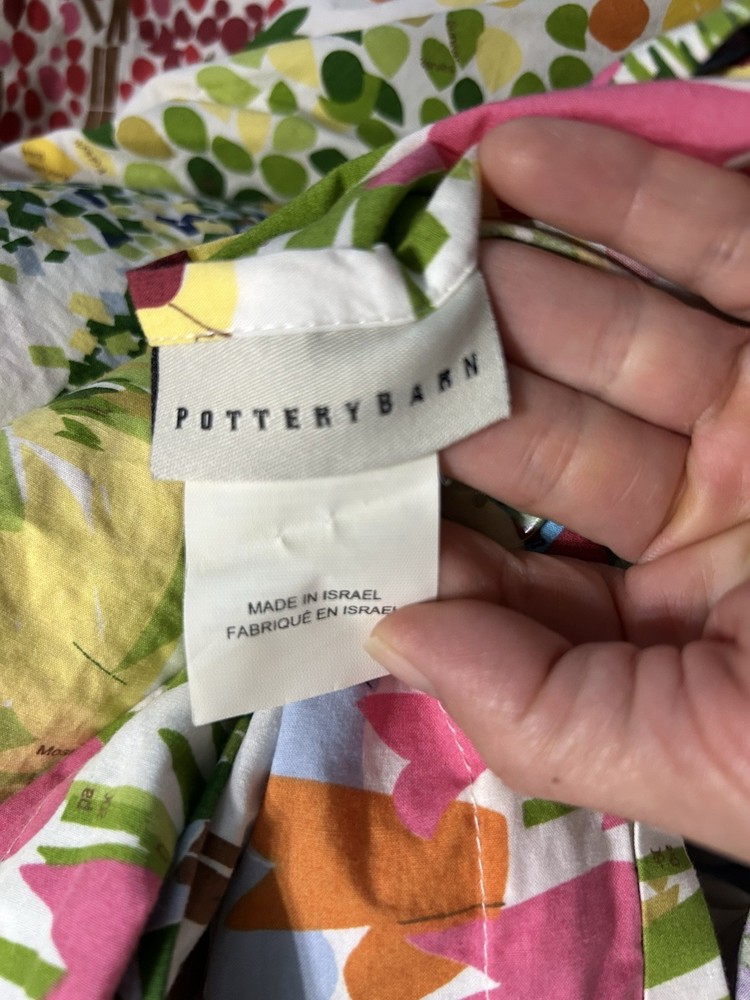 POTTERYBARN
MADE IN ISRAEL
FABRIQUÉ EN ISRAEL